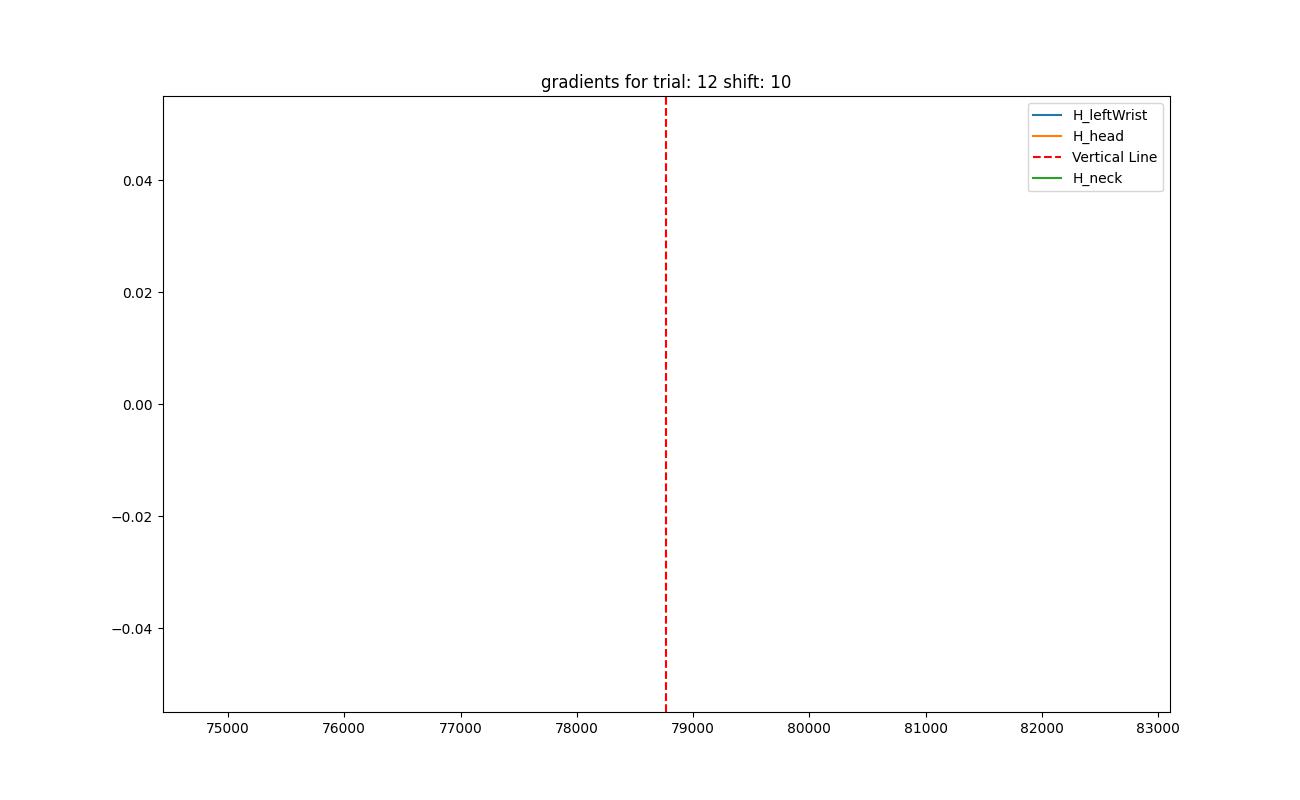 gradients for trial: 12 shift: 10
H_leftWrist
H_head
Vertical Line
H_neck
0.04
0.02
0.00
−0.02
−0.04
75000 76000 77000 78000 79000 80000 81000 82000 83000